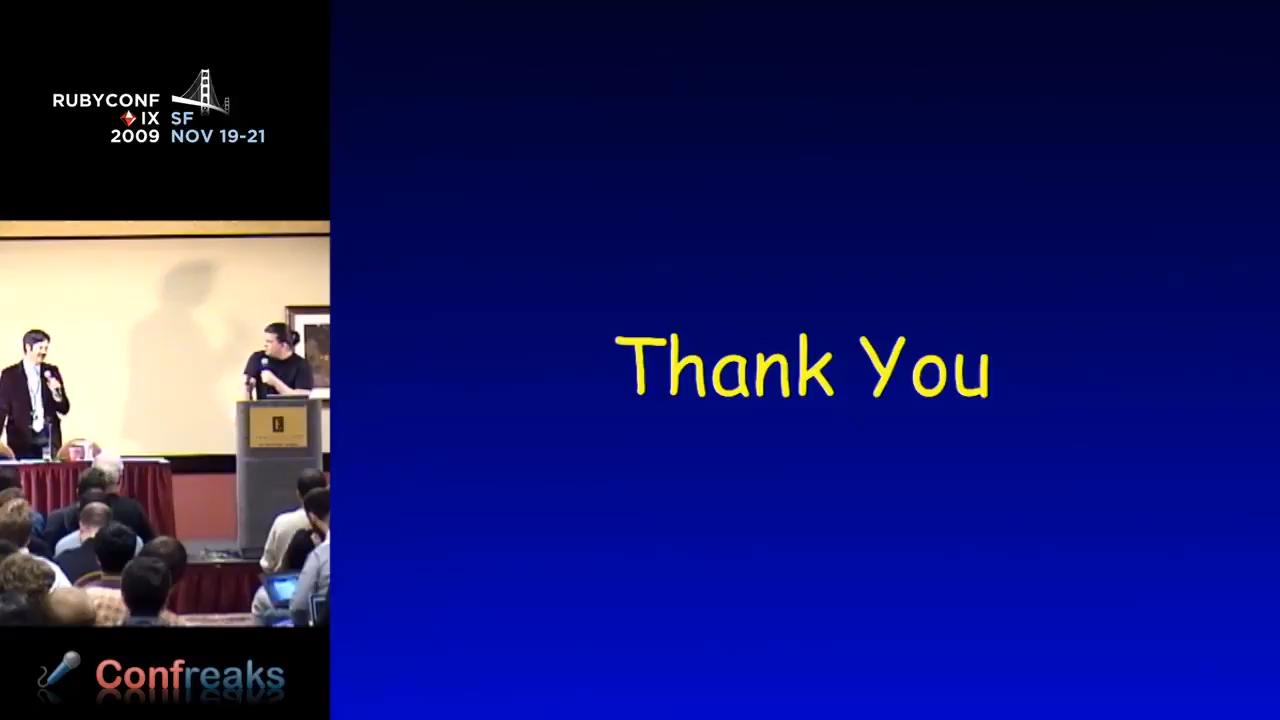 RUBYCONF
IX SF
2009 NOV 19-21
Thank You
Confreaks